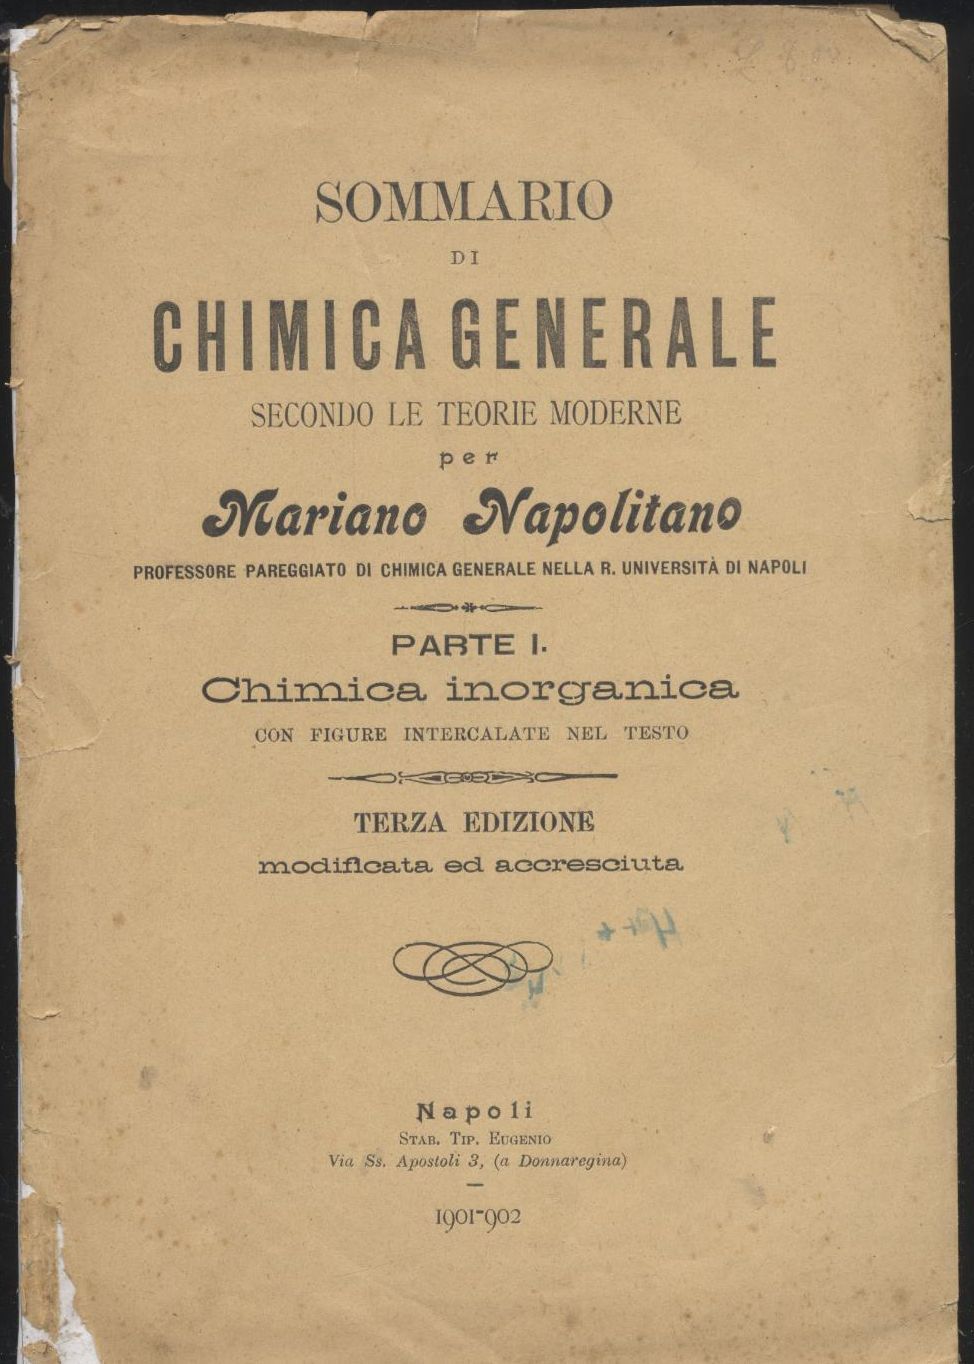 SOMMARIO
DI
CHIMICA GENERALE
SECONDO LE TEORIE MODERNE
per
Mariano Napolitano
PROFESSORE PAREGGIATO DI CHIMICA GENERALE NELLA R. UNIVERSITÀ DI NAPOLI
PARTE I.
Chimica inorganica
CON FIGURE INTERCALATE NEL TESTO
TERZA EDIZIONE
modificata ed accresciuta
Napoli
STAB. TIP. EUGENIO
Via Ss. Apostoli 3, (a Donnaregina)
1901-902